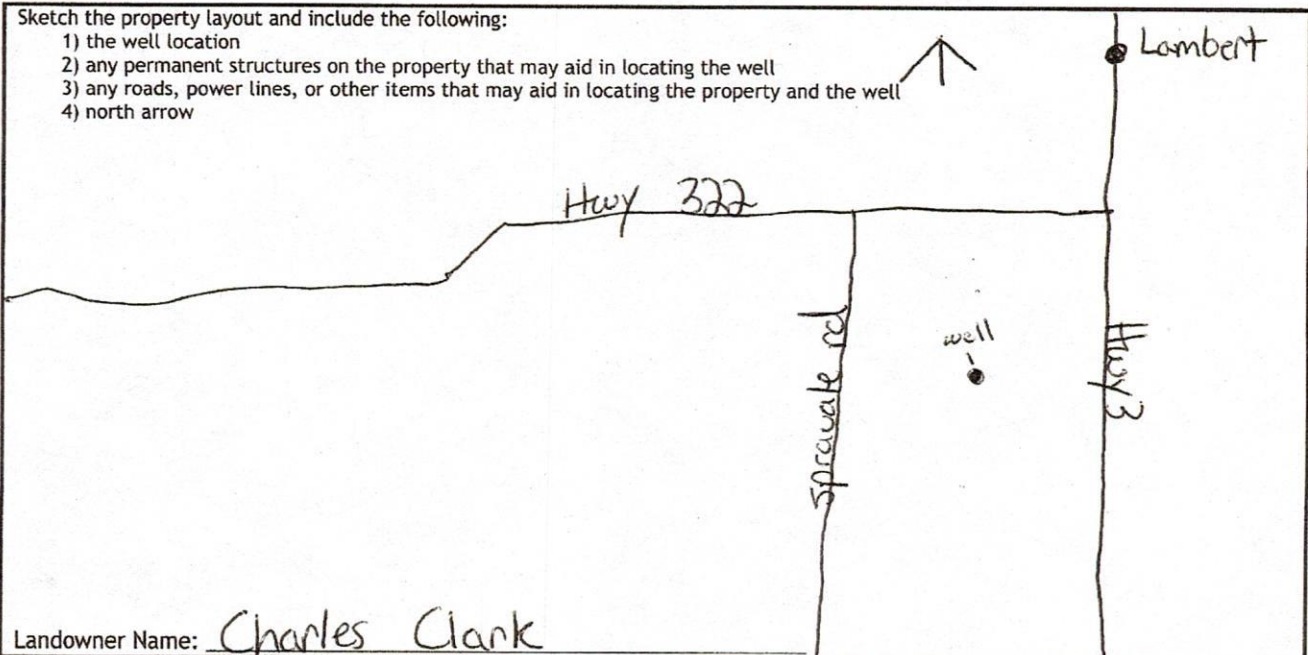 Sketch the property layout and include the following:
1) the well location
2) any permanent structures on the property that may aid in locating the well
3) any roads, power lines, or other items that may aid in locating the property and the well
4) north arrow
Lambert
Hwy 322
Spravale rd
well
Hwy 3
Landowner Name: Charles Clark